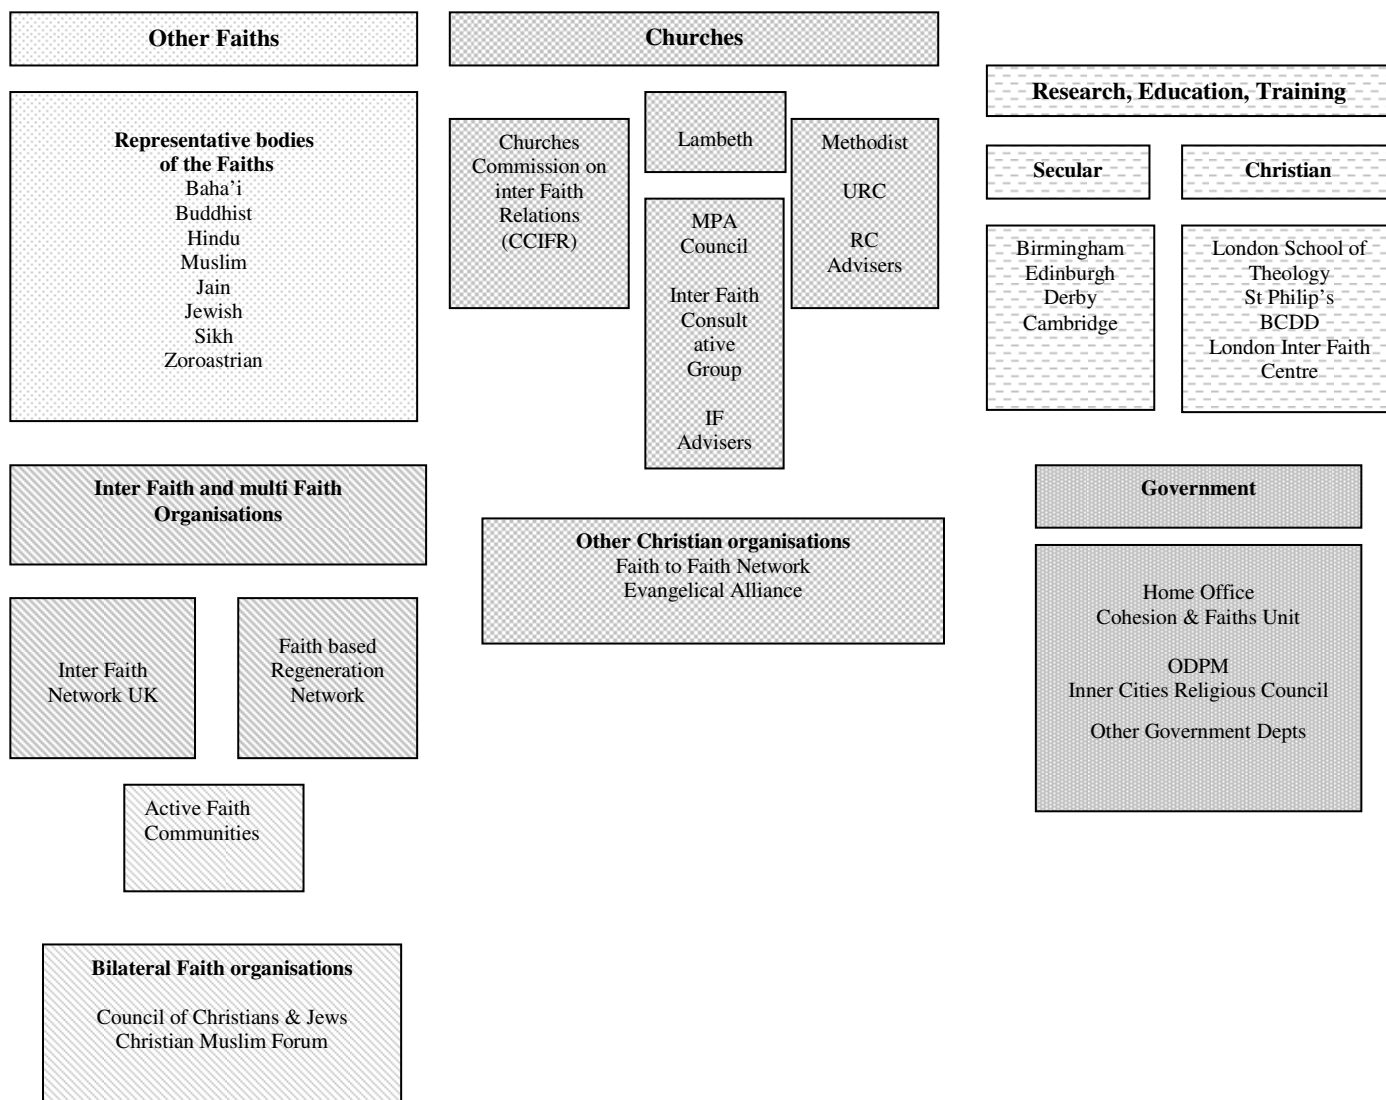 Other Faiths
Representative bodies
of the Faiths
Baha’i
Buddhist
Hindu
Muslim
Jain
Jewish
Sikh
Zoroastrian
Churches
Churches
Commission on
inter Faith
Relations
(CCIFR)
Lambeth
MPA
Council
Inter Faith
Consult
ative
Group
IF
Advisers
Methodist
URC
RC
Advisers
Research, Education, Training
Secular
Birmingham
Edinburgh
Derby
Cambridge
Christian
London School of
Theology
St Philip’s
BCDD
London Inter Faith
Centre
Inter Faith and multi Faith
Organisations
Inter Faith
Network UK
Faith based
Regeneration
Network
Active Faith
Communities
Bilateral Faith organisations
Council of Christians & Jews
Christian Muslim Forum
Other Christian organisations
Faith to Faith Network
Evangelical Alliance
Government
Home Office
Cohesion & Faiths Unit
ODPM
Inner Cities Religious Council
Other Government Depts